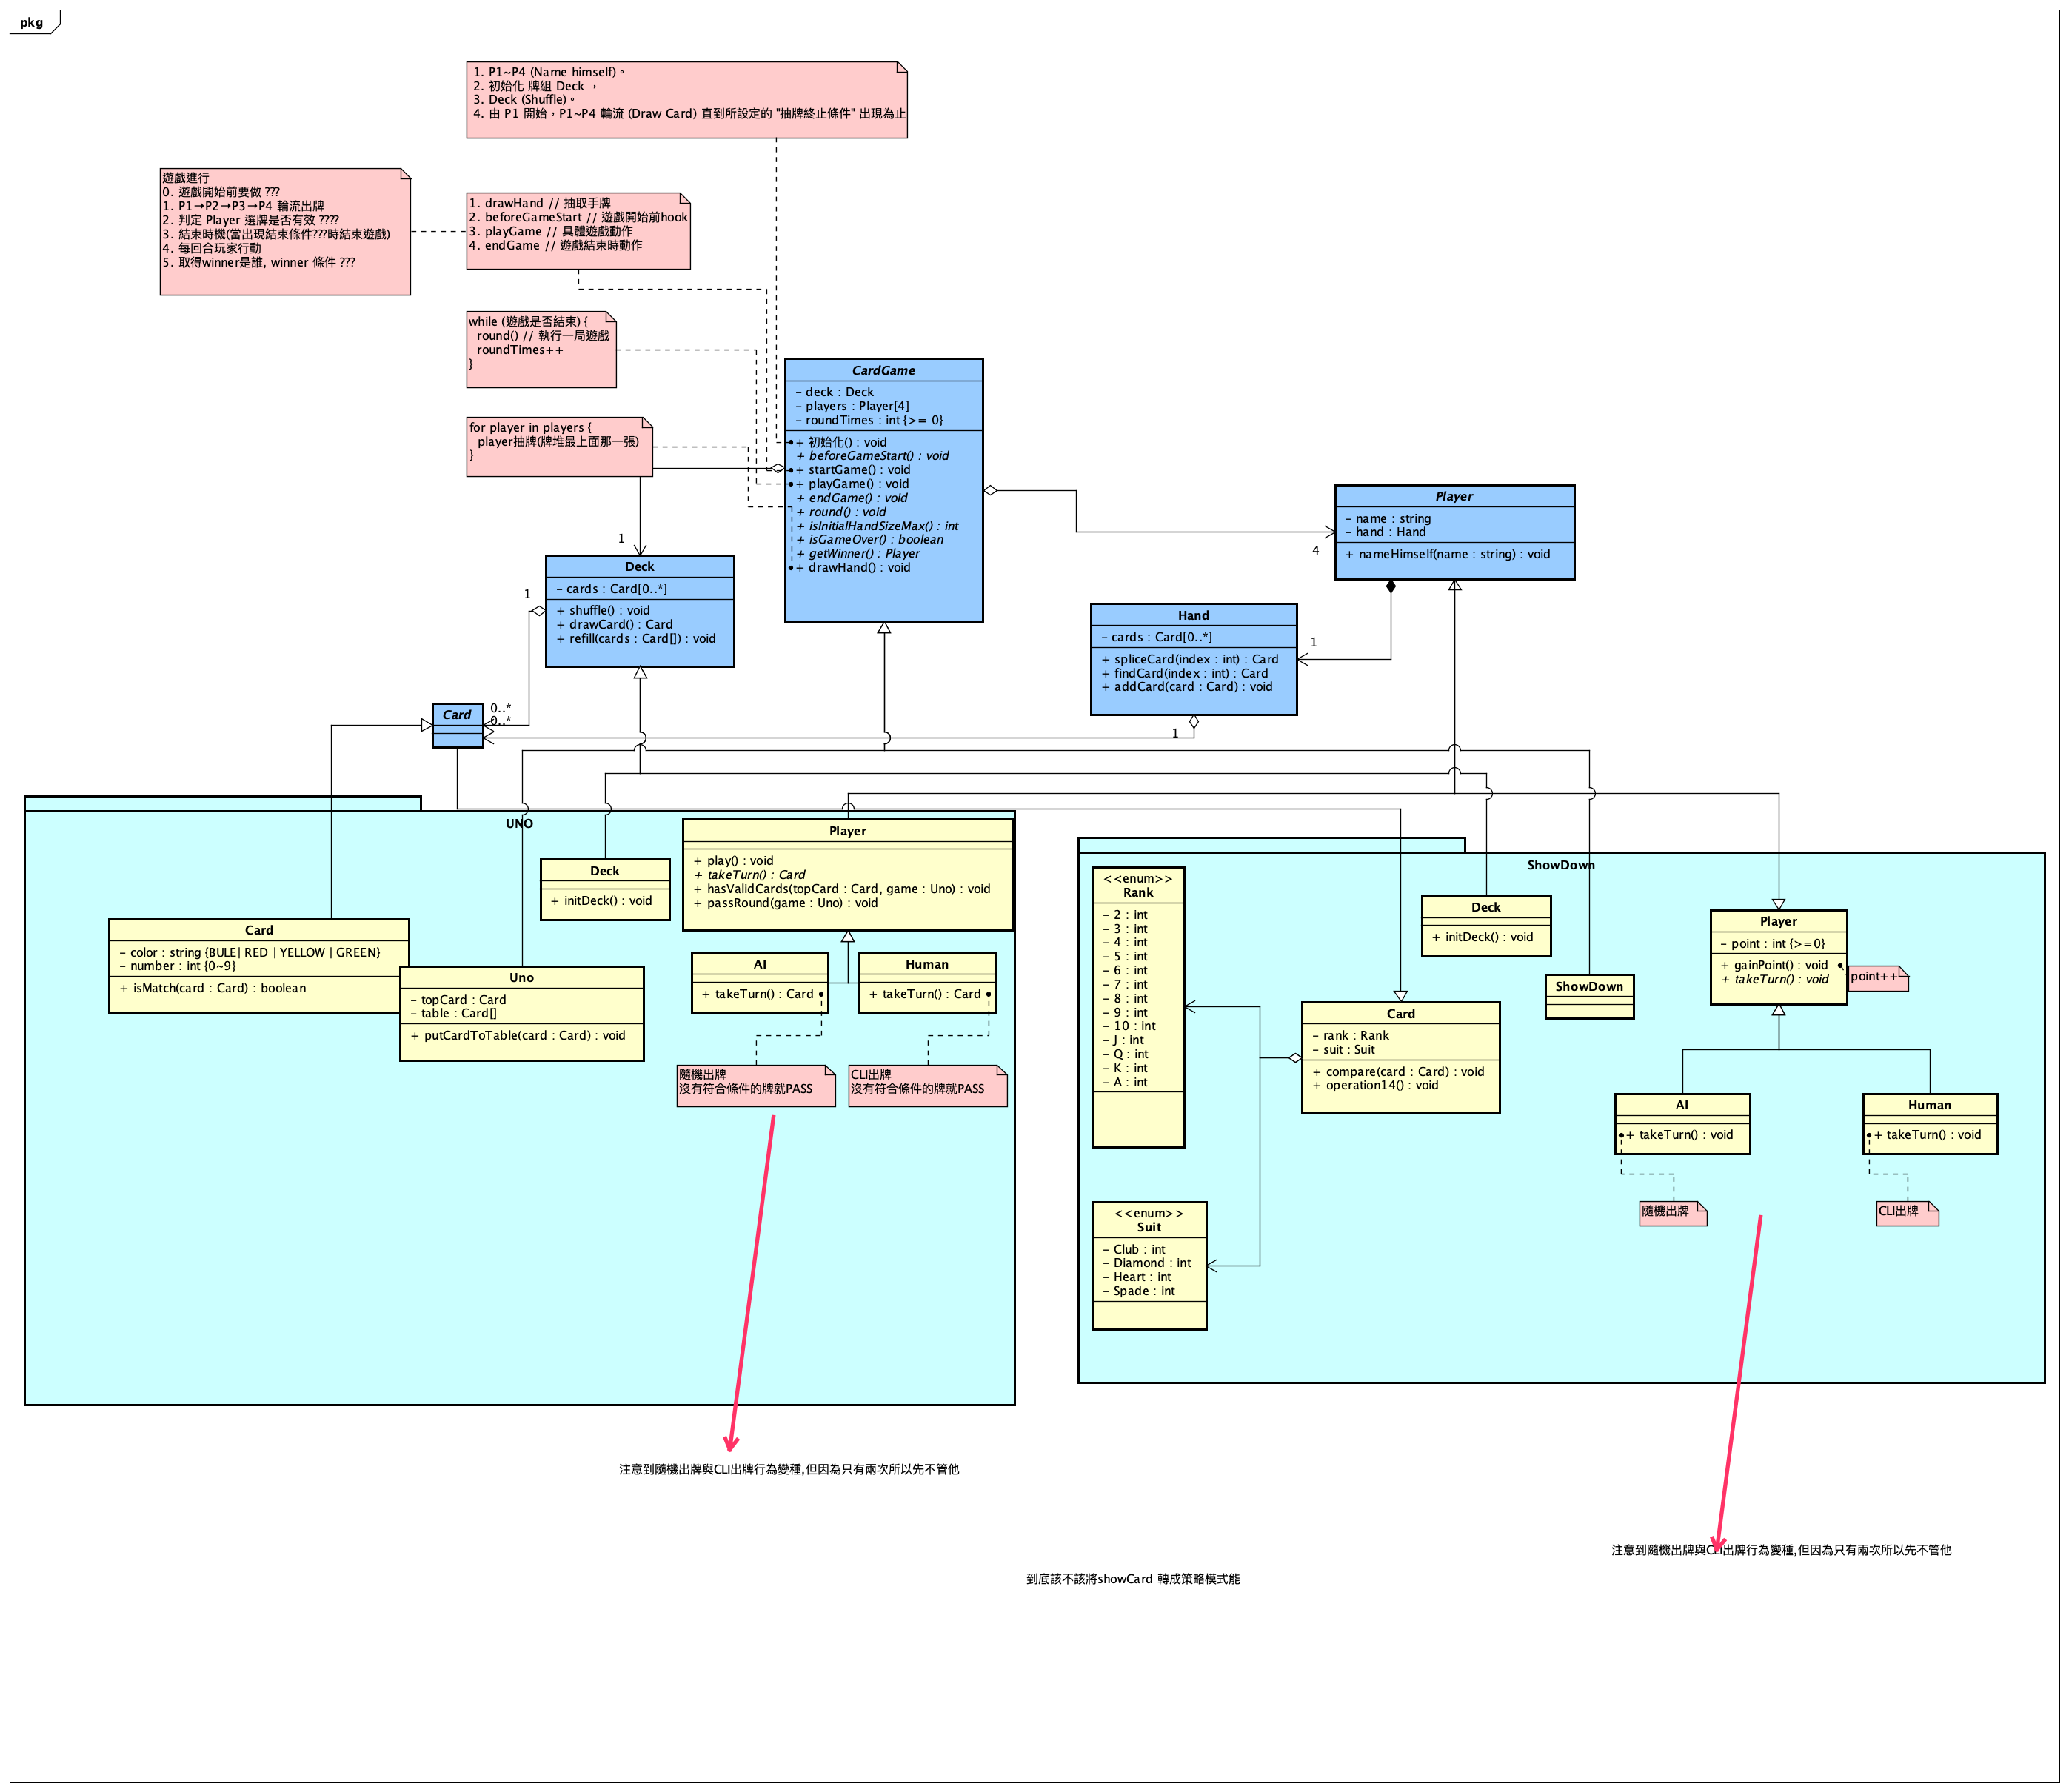 pkg
1. P1~P4 (Name himself)。
2. 初始化 牌組 Deck ，
3. Deck (Shuffle)。
4. 由 P1 開始，P1~P4 輪流 (Draw Card) 直到所設定的 "抽牌終止條件" 出現為止
遊戲進行
0. 遊戲開始前要做 ???
1. P1→P2→P3→P4 輪流出牌
2. 判定 Player 選牌是否有效 ????
3. 結束時機(當出現結束條件???時結束遊戲)
4. 每回合玩家行動
5. 取得winner是誰, winner 條件 ???
1. drawHand // 抽取手牌
2. beforeGameStart // 遊戲開始前hook
3. playGame // 具體遊戲動作
4. endGame // 遊戲結束時動作
while (遊戲是否結束) {
round() // 執行一局遊戲
roundTimes++
}
for player in players {
player抽牌(牌堆最上面那一張)
}
CardGame
– deck : Deck
– players : Player[4]
– roundTimes : int {>= 0}
+ 初始化() : void
+ beforeGameStart() : void
+ startGame() : void
+ playGame() : void
+ endGame() : void
+ round() : void
+ isInitialHandSizeMax() : int
+ isGameOver() : boolean
+ getWinner() : Player
+ drawHand() : void
Player
– name : string
– hand : Hand
+ nameHimself(name : string) : void
4
1
Deck
– cards : Card[0..*]
+ shuffle() : void
+ drawCard() : Card
+ refill(cards : Card[]) : void
1
Hand
– cards : Card[0..*]
+ spliceCard(index : int) : Card
+ findCard(index : int) : Card
+ addCard(card : Card) : void
1
1
Card
0..*
0..*
UNO
Player
+ play() : void
+ takeTurn() : Card
+ hasValidCards(topCard : Card, game : Uno) : void
+ passRound(game : Uno) : void
Deck
+ initDeck() : void
Card
– color : string {BULE| RED | YELLOW | GREEN}
– number : int {0~9}
+ isMatch(card : Card) : boolean
Uno
– topCard : Card
– table : Card[]
+ putCardToTable(card : Card) : void
AI
+ takeTurn() : Card
Human
+ takeTurn() : Card
隨機出牌
沒有符合條件的牌就PASS
CLI出牌
沒有符合條件的牌就PASS
ShowDown
<<enum>>
Rank
– 2 : int
– 3 : int
– 4 : int
– 5 : int
– 6 : int
– 7 : int
– 8 : int
– 9 : int
– 10 : int
– J : int
– Q : int
– K : int
– A : int
<<enum>>
Suit
– Club : int
– Diamond : int
– Heart : int
– Spade : int
Card
– rank : Rank
– suit : Suit
+ compare(card : Card) : void
+ operation14() : void
Deck
+ initDeck() : void
ShowDown
Player
– point : int {>=0}
+ gainPoint() : void
+ takeTurn() : void
point++
AI
+ takeTurn() : void
Human
+ takeTurn() : void
隨機出牌
CLI出牌
注意到隨機出牌與CLI出牌行為變種,但因為只有兩次所以先不管他
注意到隨機出牌與CLI出牌行為變種,但因為只有兩次所以先不管他
到底該不該將showCard 轉成策略模式能